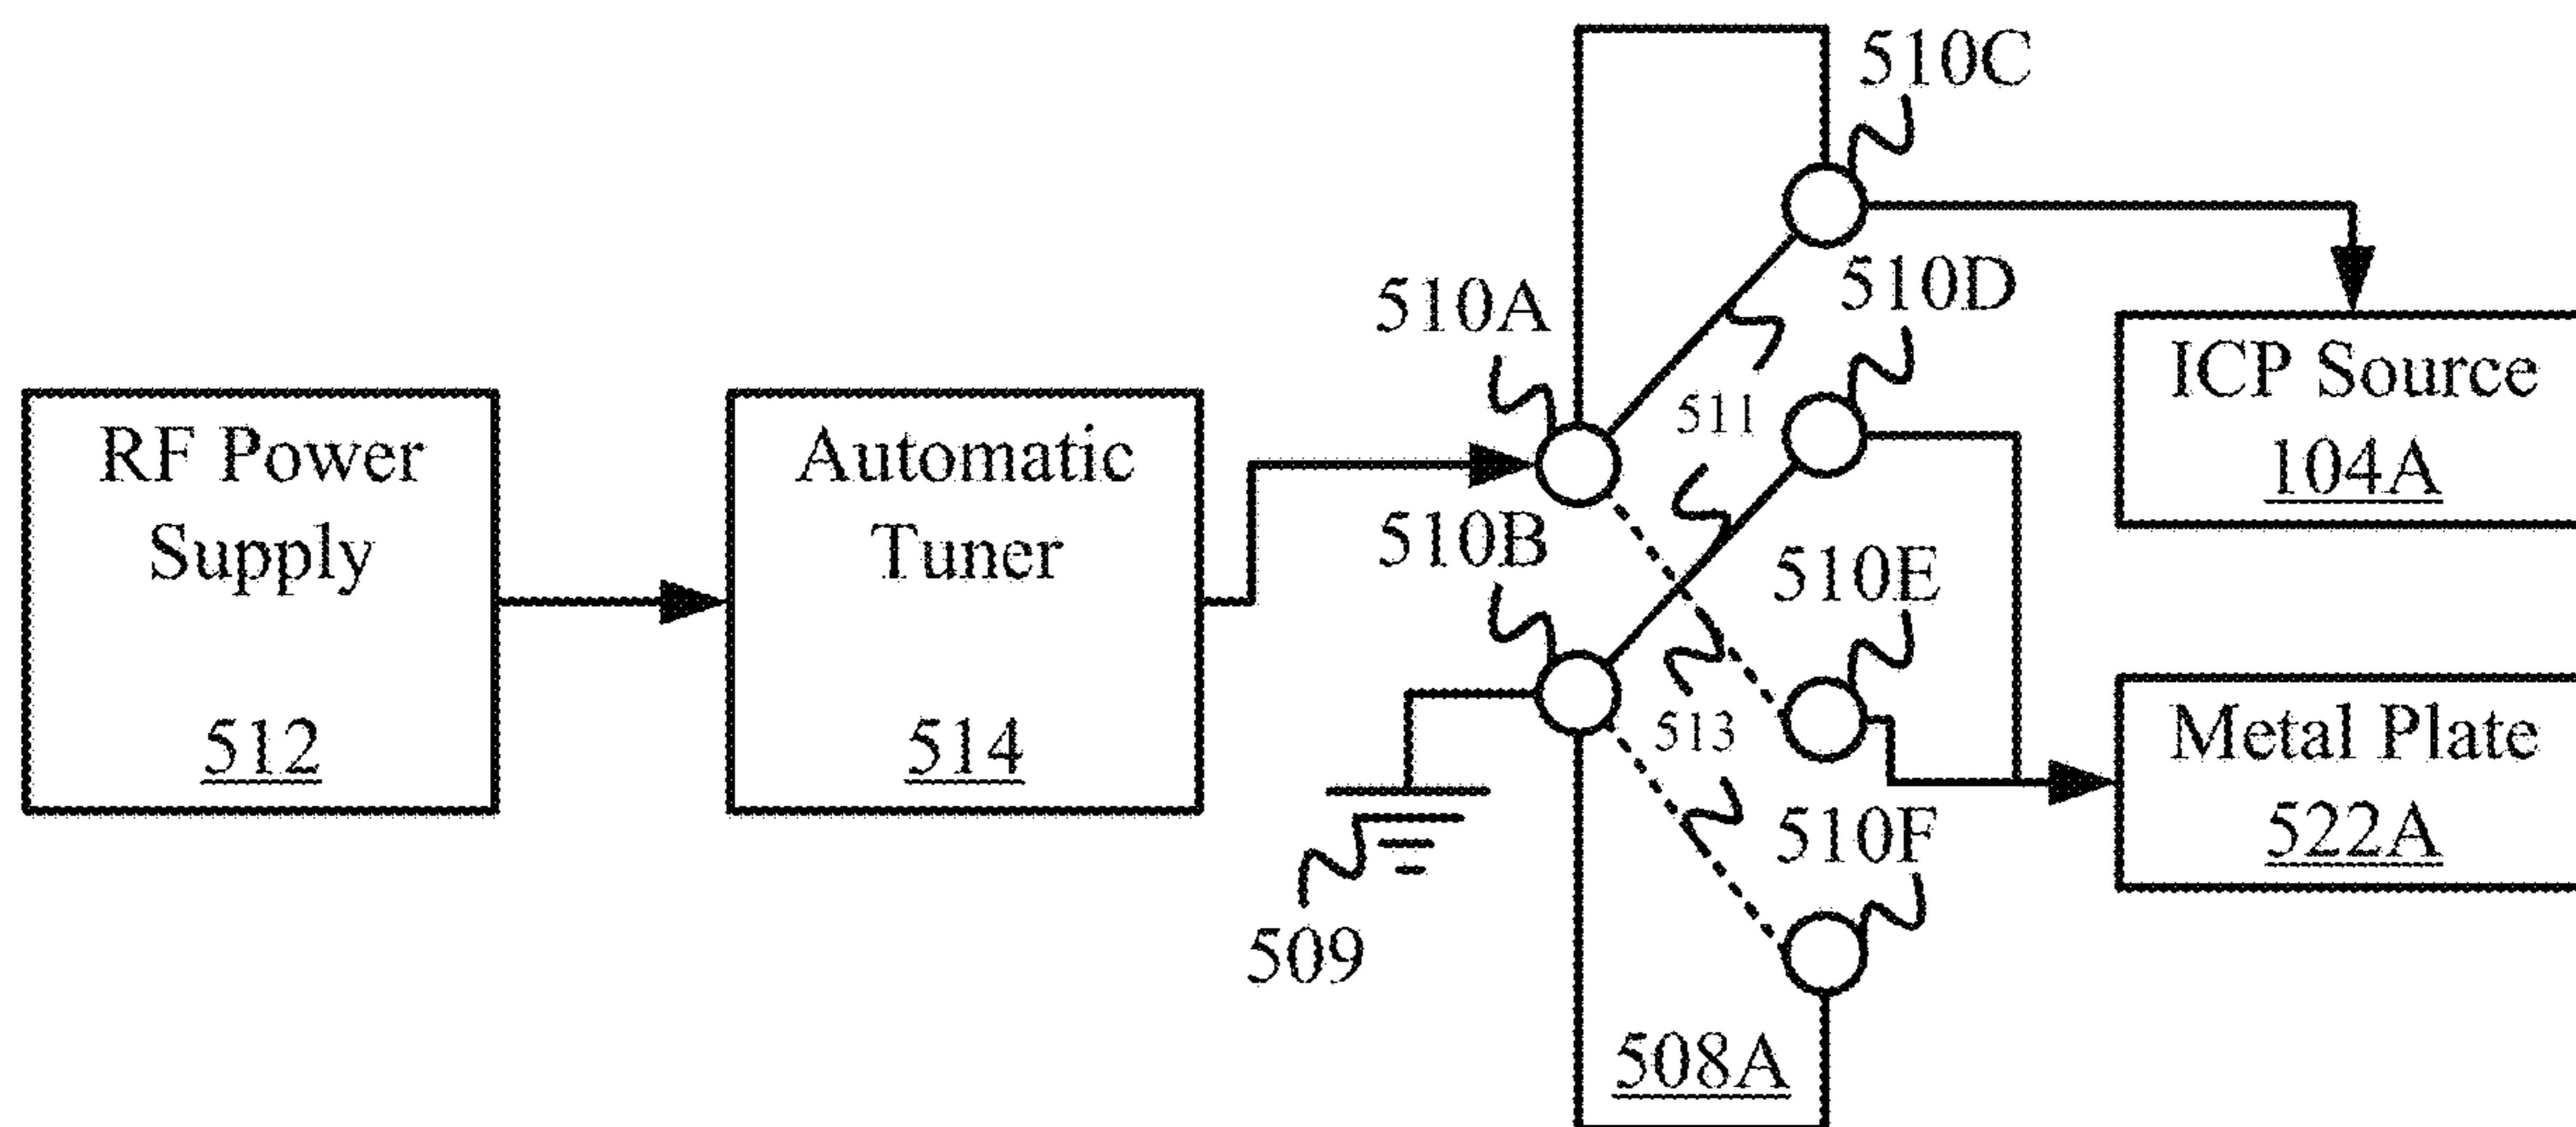 510C
510D
510A
ICP Source
104A
511
RF Power
Supply
512
Automatic
Tuner
514
510B
510E
513
Metal Plate
522A
510F
509
508A